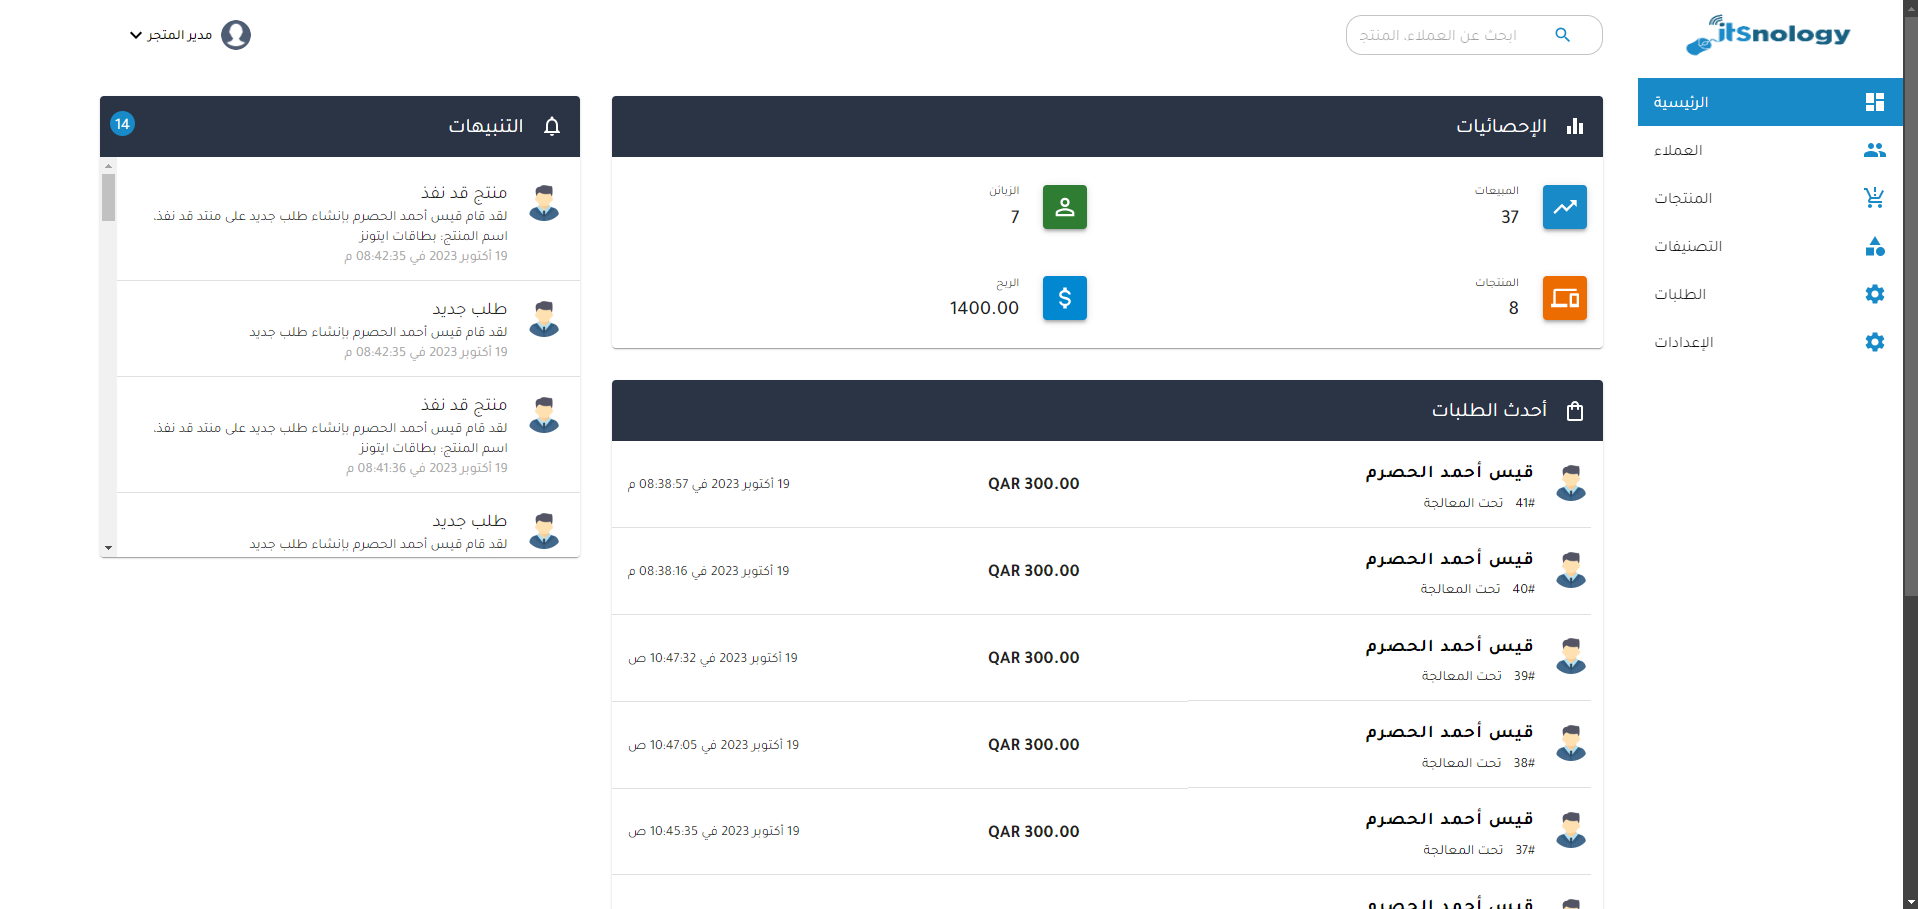 itSnology
ابحث عن العملاء، المنتج
مدير المتجر
الرئيسية
العملاء
المنتجات
التصنيفات
الطلبات
الإعدادات
الإحصائيات
المبيعات
37
الزبائن
7
المنتجات
8
الربح
1400.00
أحدث الطلبات
قيس أحمد الحصرم
#41 تحت المعالجة
QAR 300.00
19 أكتوبر 2023 في 08:38:57 م
قيس أحمد الحصرم
#40 تحت المعالجة
QAR 300.00
19 أكتوبر 2023 في 08:38:16 م
قيس أحمد الحصرم
#39 تحت المعالجة
QAR 300.00
19 أكتوبر 2023 في 10:47:32 ص
قيس أحمد الحصرم
#38 تحت المعالجة
QAR 300.00
19 أكتوبر 2023 في 10:47:05 ص
قيس أحمد الحصرم
#37 تحت المعالجة
QAR 300.00
19 أكتوبر 2023 في 10:45:35 ص
قيس أحمد الحصرم
التنبيهات
14
منتج قد نفذ
لقد قام قيس أحمد الحصرم بإنشاء طلب جديد على منتد قد نفذ،
اسم المنتج: بطاقات ايتونز
19 أكتوبر 2023 في 08:42:35 م
طلب جديد
لقد قام قيس أحمد الحصرم بإنشاء طلب جديد
19 أكتوبر 2023 في 08:42:35 م
منتج قد نفذ
لقد قام قيس أحمد الحصرم بإنشاء طلب جديد على منتد قد نفذ،
اسم المنتج: بطاقات ايتونز
19 أكتوبر 2023 في 08:41:36 م
طلب جديد
لقد قام قيس أحمد الحصرم بإنشاء طلب جديد